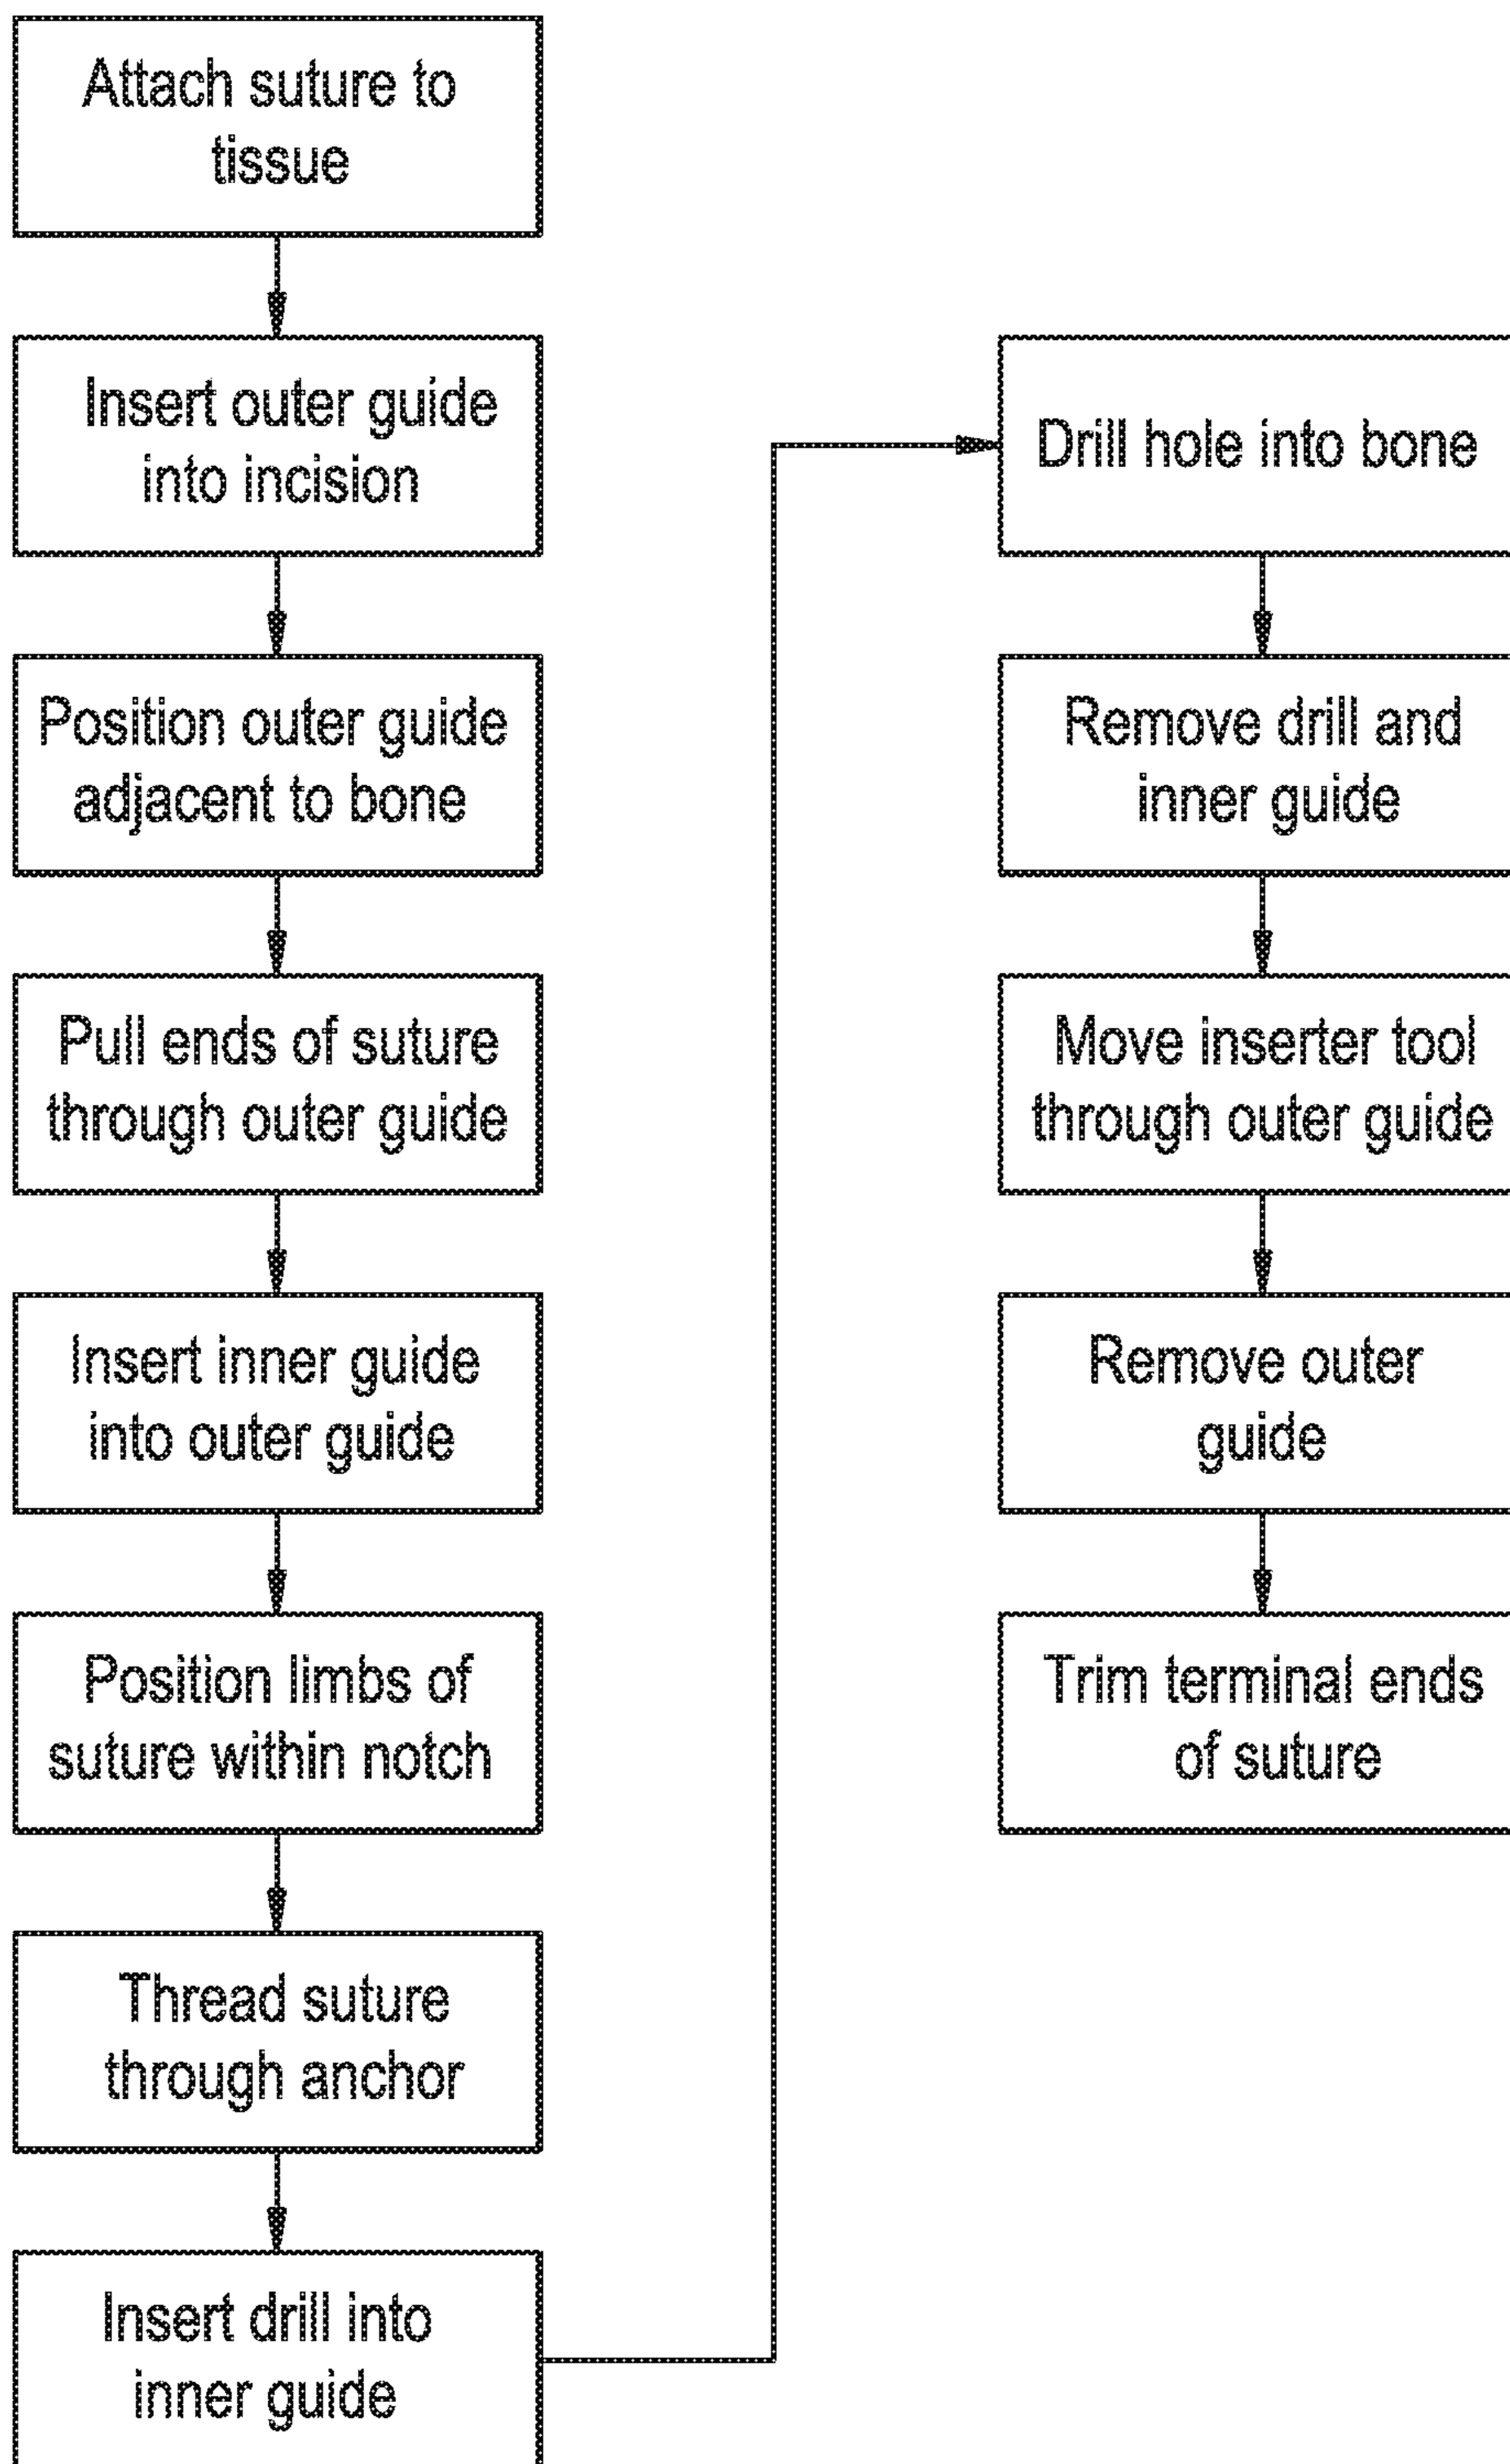 Attach suture to
tissue
Insert outer guide
into incision
Position outer guide
adjacent to bone
Pull ends of suture
through outer guide
Insert inner guide
into outer guide
Position limbs of
suture within notch
Thread suture
through anchor
Insert drill into
inner guide
Drill hole into bone
Remove drill and
inner guide
Move inserter tool
through outer guide
Remove outer
guide
Trim terminal ends
of suture